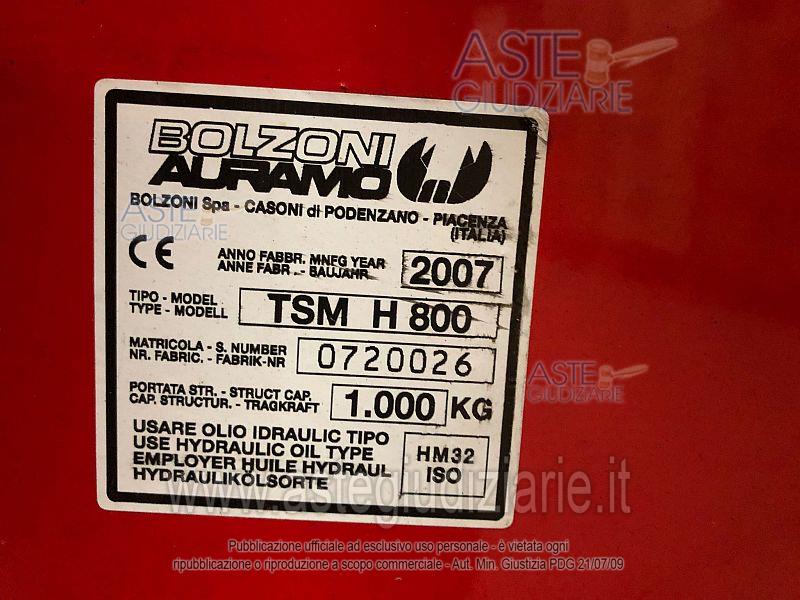 ASTE
GIUDIZIARIE
BOLZONI
AURAMO
BOLZONI Spa - CASONI di PODENZANO - PIACENZA
(ITALIA)
ASTE
GIUDIZIARIE
CE
ANNO FABBR. MNFG YEAR
ANNE FABR. - BAUJAHR
2007
TIPO - MODEL
TYPE - MODELL
TSM H 800
MATRICOLA - S. NUMBER
NR. FABRIC. - FABRIK-NR
0720026
ASTE
GIUDIZIARIE
PORTATA STR. - STRUCT CAP.
CAP. STRUCTUR. - TRAGKRAFT
1.000 KG
USARE OLIO IDRAULIC TIPO
USE HYDRAULIC OIL TYPE
EMPLOYER HUILE HYDRAUL
HYDRAULIKÖLSORTE
HM32
ISO
www.astegiudiziarie.it
Pubblicazione ufficiale ad esclusivo uso personale - è vietata ogni
ripubblicazione o riproduzione a scopo commerciale - Aut. Min. Giustizia PDG 21/07/09